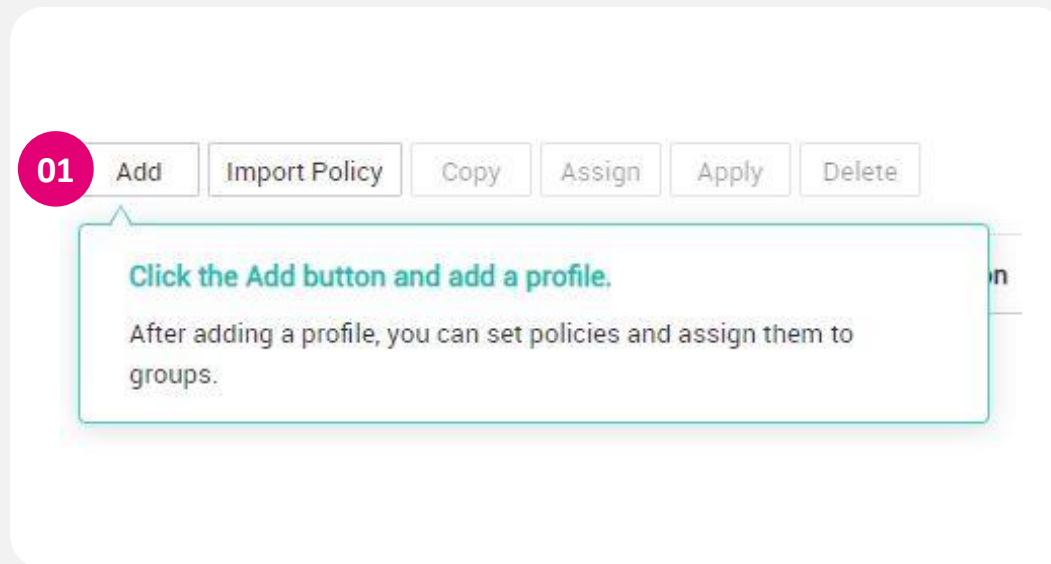 01 Add Import Policy Copy Assign Apply Delete
Click the Add button and add a profile.
on
After adding a profile, you can set policies and assign them to
groups.